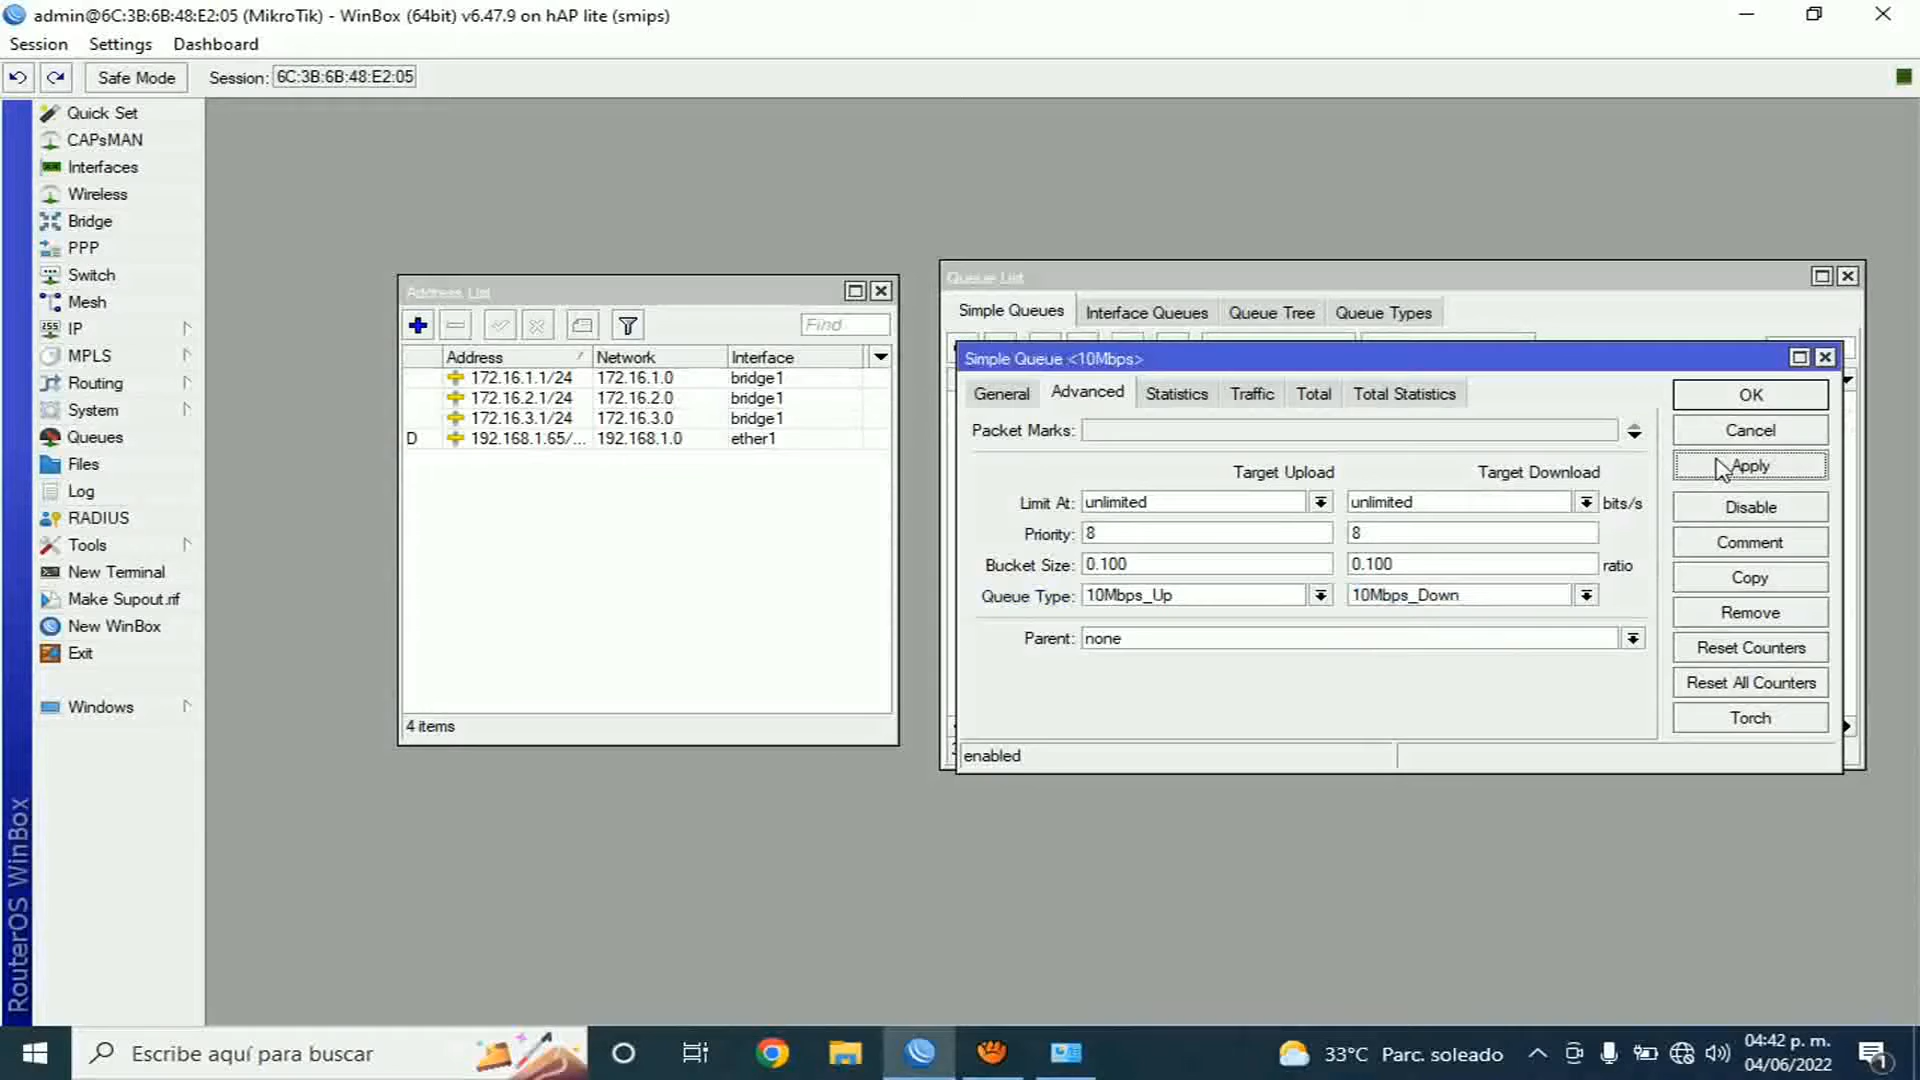 admin@6C:3B:6B:48:E2:05 (MikroTik) - WinBox (64bit) v6.47.9 on hAP lite (smips)
Session Settings Dashboard
Safe Mode Session: 6C:3B:6B:48:E2:05
Quick Set
CAPsMAN
Interfaces
Wireless
Bridge
PPP
Switch
Mesh
IP
MPLS
Routing
System
Queues
Files
Log
RADIUS
Tools
New Terminal
Make Supout.rif
New WinBox
Exit
Windows
RouterOS WinBox
Address List
Find
Address Network Interface
172.16.1.1/24 172.16.1.0 bridge1
172.16.2.1/24 172.16.2.0 bridge1
172.16.3.1/24 172.16.3.0 bridge1
D 192.168.1.65/... 192.168.1.0 ether1
4 items
Queue List
Simple Queues Interface Queues Queue Tree Queue Types
Simple Queue <10Mbps>
General Advanced Statistics Traffic Total Total Statistics
Packet Marks:
Target Upload Target Download
Limit At: unlimited unlimited bits/s
Priority: 8 8
Bucket Size: 0.100 0.100 ratio
Queue Type: 10Mbps_Up 10Mbps_Down
Parent: none
enabled
OK
Cancel
Apply
Disable
Comment
Copy
Remove
Reset Counters
Reset All Counters
Torch
Escribe aquí para buscar
33°C Parc. soleado
04:42 p. m.
04/06/2022
1